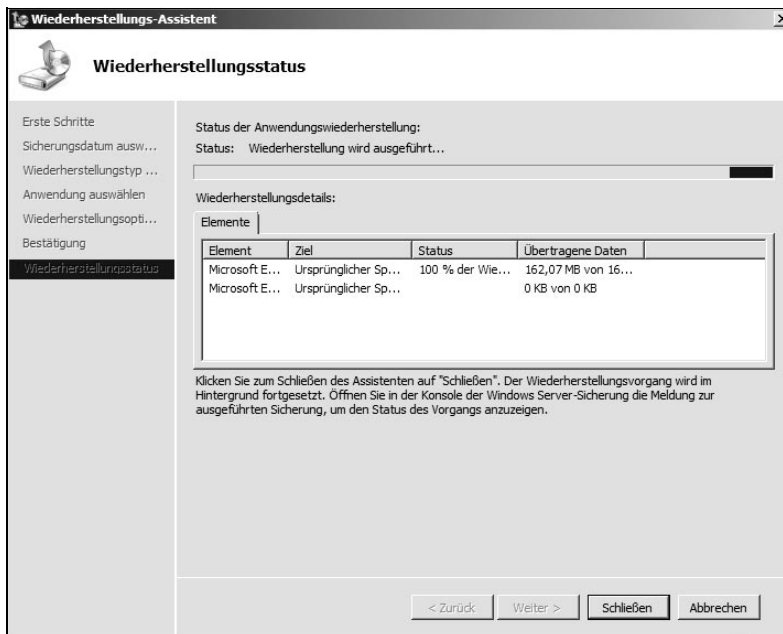 Wiederherstellungs-Assistent
Wiederherstellungsstatus
Erste Schritte
Sicherungsdatum ausw...
Wiederherstellungstyp ...
Anwendung auswählen
Wiederherstellungsopti...
Bestätigung
Wiederherstellungsstatus
Status der Anwendungswiederherstellung:
Status: Wiederherstellung wird ausgeführt...
Wiederherstellungsdetails:
Elemente
Element Ziel Status Übertragene Daten
Microsoft E... Ursprünglicher Sp... 100 % der Wie... 162,07 MB von 16...
Microsoft E... Ursprünglicher Sp... 0 KB von 0 KB
Klicken Sie zum Schließen des Assistenten auf "Schließen". Der Wiederherstellungsvorgang wird im
Hintergrund fortgesetzt. Öffnen Sie in der Konsole der Windows Server-Sicherung die Meldung zur
ausgeführten Sicherung, um den Status des Vorgangs anzuzeigen.
< Zurück Weiter > Schließen Abbrechen